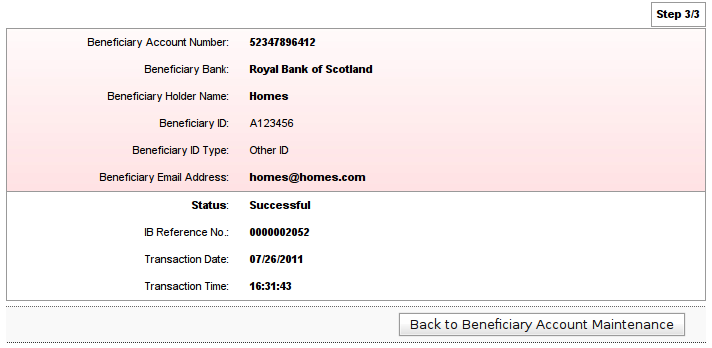 Step 3/3
Beneficiary Account Number: 52347896412
Beneficiary Bank: Royal Bank of Scotland
Beneficiary Holder Name: Homes
Beneficiary ID: A123456
Beneficiary ID Type: Other ID
Beneficiary Email Address: homes@homes.com
Status: Successful
IB Reference No.: 0000002052
Transaction Date: 07/26/2011
Transaction Time: 16:31:43
Back to Beneficiary Account Maintenance